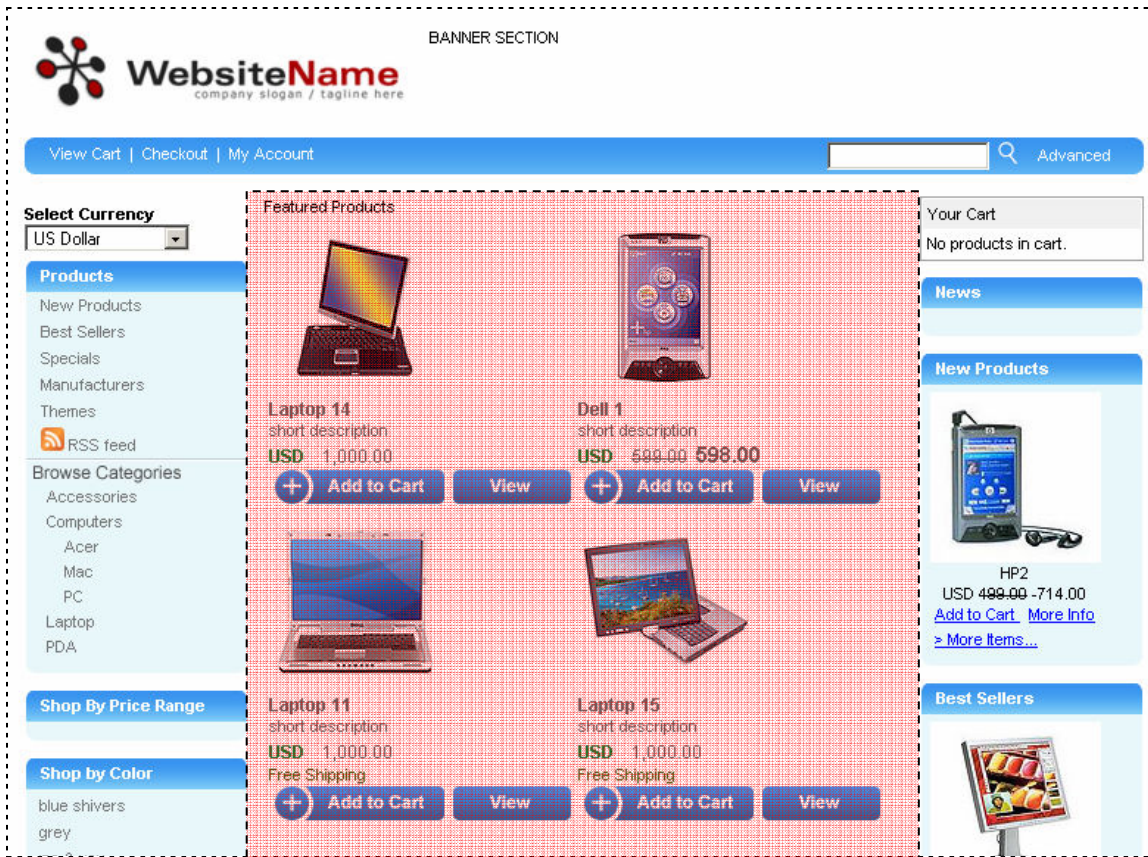 BANNER SECTION
WebsiteName
company slogan / tagline here
View Cart | Checkout | My Account
Advanced
Select Currency
US Dollar
Products
New Products
Best Sellers
Specials
Manufacturers
Themes
RSS feed
Browse Categories
Accessories
Computers
Acer
Mac
PC
Laptop
PDA
Shop By Price Range
Shop by Color
blue shivers
grey
Featured Products
Laptop 14
short description
USD 1,000.00
Add to Cart View
Dell 1
short description
USD 599.00 598.00
Add to Cart View
Laptop 11
short description
USD 1,000.00
Free Shipping
Add to Cart View
Laptop 15
short description
USD 1,000.00
Free Shipping
Add to Cart View
Your Cart
No products in cart.
News
New Products
HP2
USD 499.00 -714.00
Add to Cart More Info
> More Items...
Best Sellers